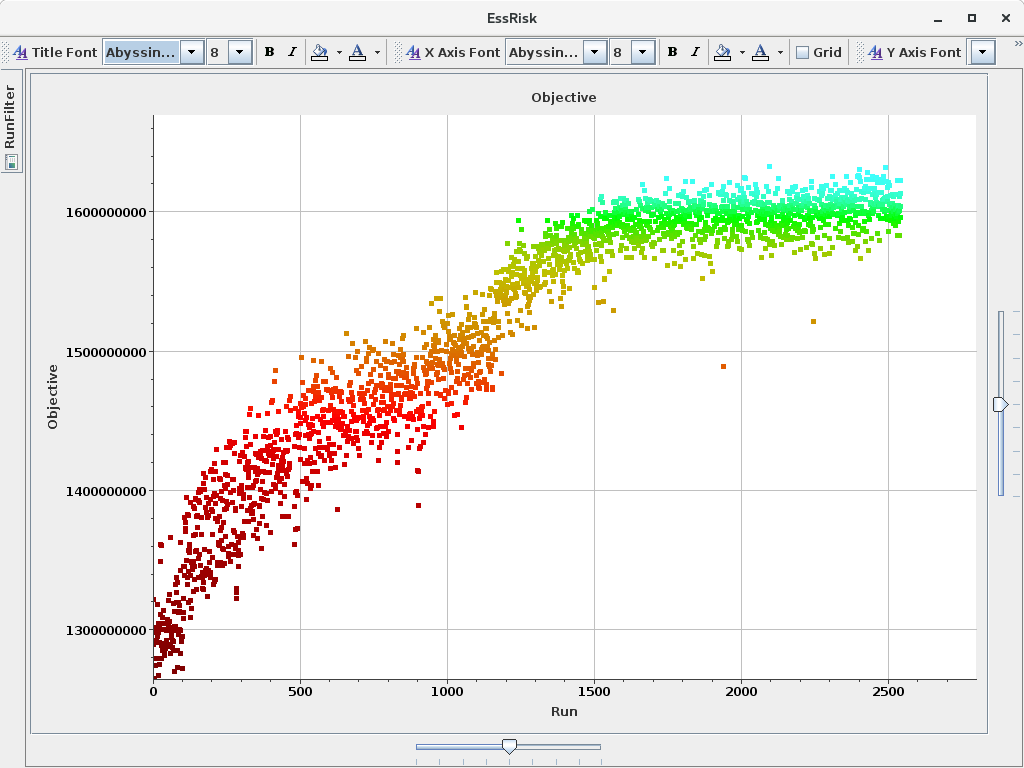 EssRisk
Title Font Abyssin... 8 B I A X Axis Font Abyssin... 8 B I A Grid Y Axis Font »
RunFilter
Objective
Objective
1600000000
1500000000
1400000000
1300000000
0 500 1000 1500 2000 2500
Run